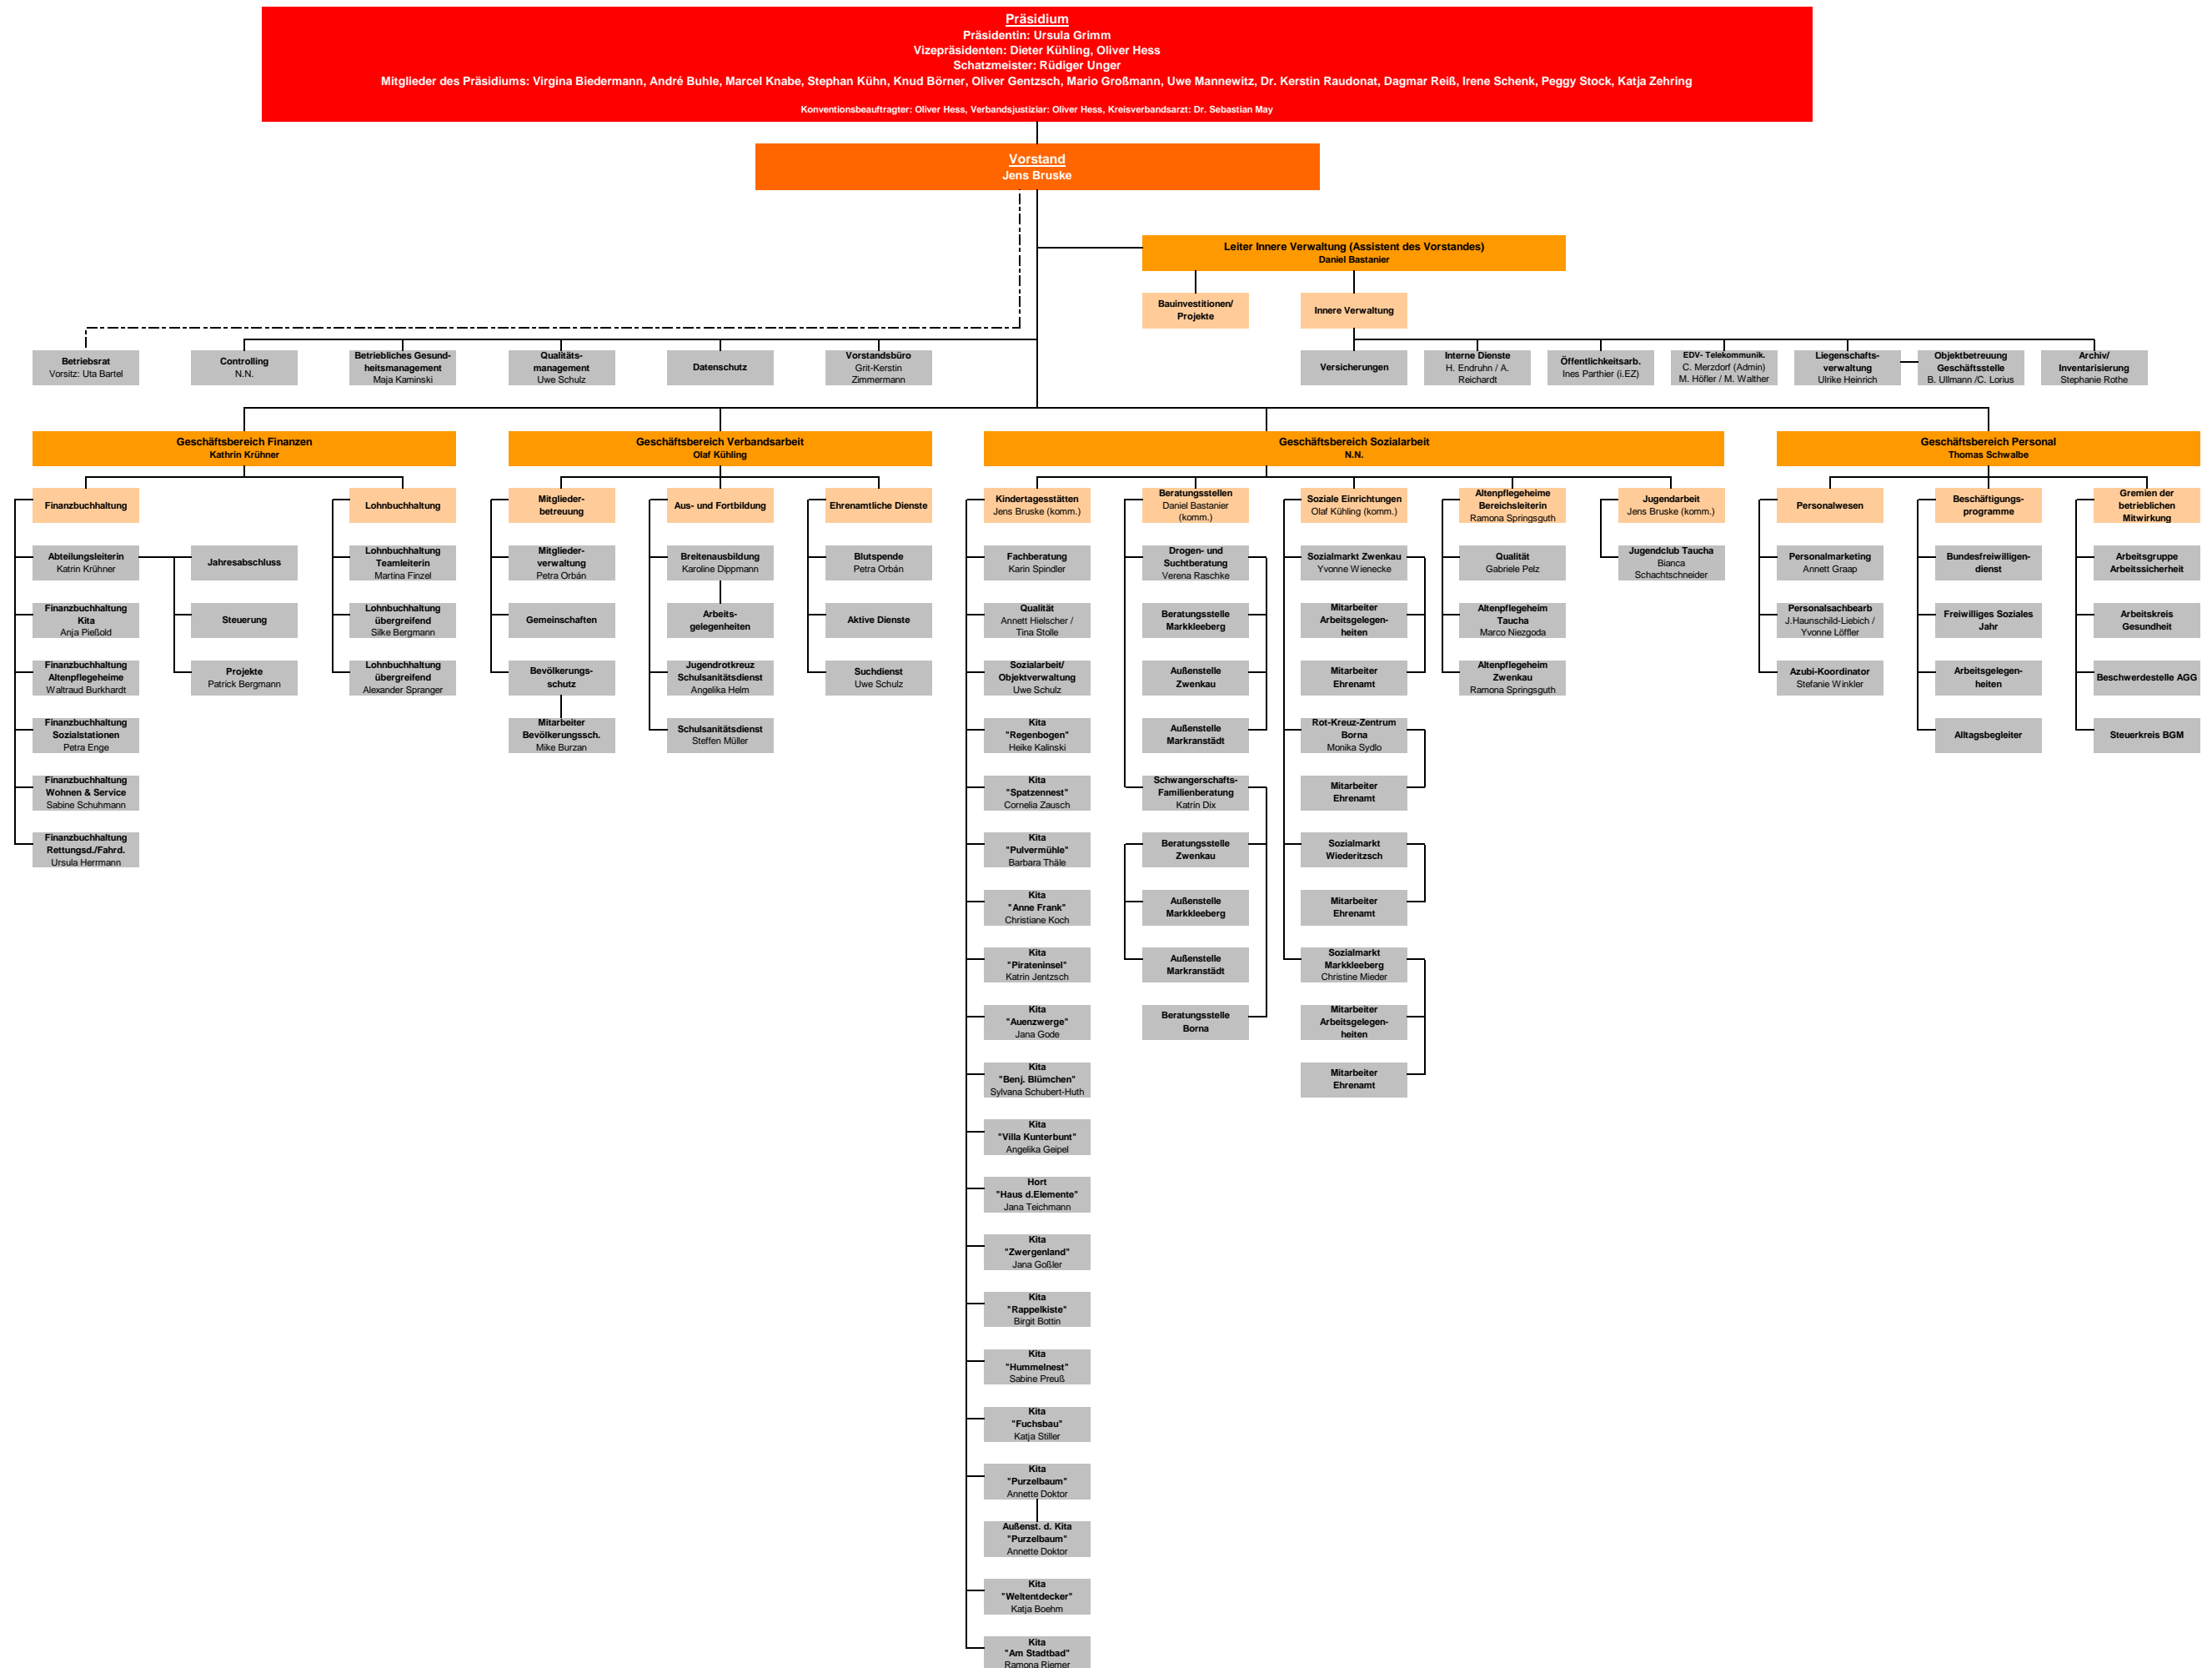 Präsidium
Präsidentin: Ursula Grimm
Vizepräsidenten: Dieter Kühling, Oliver Hess
Schatzmeister: Rüdiger Unger
Mitglieder des Präsidiums: Virgina Biedermann, André Buhle, Marcel Knabe, Stephan Kühn, Knud Börner, Oliver Gentzsch, Mario Großmann, Uwe Mannewitz, Dr. Kerstin Raudonat, Dagmar Reiß, Irene Schenk, Peggy Stock, Katja Zehring
Konventionsbeauftragter: Oliver Hess, Verbandsjustiziar: Oliver Hess, Kreisverbandsarzt: Dr. Sebastian May
Vorstand
Jens Bruske
Leiter Innere Verwaltung (Assistent des Vorstandes)
Daniel Bastanier
Bauinvestitionen/
Projekte
Innere Verwaltung
Betriebsrat
Vorsitz: Uta Bartel
Controlling
N.N.
Betriebliches Gesund-
heitsmanagement
Maja Kaminski
Qualitäts-
management
Uwe Schulz
Datenschutz
Vorstandsbüro
Grit-Kerstin
Zimmermann
Versicherungen
Interne Dienste
H. Endruhn / A.
Reichardt
Öffentlichkeitsarb.
Ines Parthier (i.EZ)
EDV- Telekommunik.
C. Merzdorf (Admin)
M. Höfler / M. Walther
Liegenschafts-
verwaltung
Ulrike Heinrich
Objektbetreuung
Geschäftsstelle
B. Ullmann /C. Lorius
Archiv/
Inventarisierung
Stephanie Rothe
Geschäftsbereich Finanzen
Kathrin Krühner
Finanzbuchhaltung
Abteilungsleiterin
Katrin Krühner
Finanzbuchhaltung
Kita
Anja Pießold
Finanzbuchhaltung
Altenpflegeheime
Waltraud Burkhardt
Finanzbuchhaltung
Sozialstationen
Petra Enge
Finanzbuchhaltung
Wohnen & Service
Sabine Schuhmann
Finanzbuchhaltung
Rettungsd./Fahrd.
Ursula Herrmann
Jahresabschluss
Steuerung
Projekte
Patrick Bergmann
Lohnbuchhaltung
Lohnbuchhaltung
Teamleiterin
Martina Finzel
Lohnbuchhaltung
übergreifend
Silke Bergmann
Lohnbuchhaltung
übergreifend
Alexander Spranger
Geschäftsbereich Verbandsarbeit
Olaf Kühling
Mitglieder-
betreuung
Mitglieder-
verwaltung
Petra Orbán
Gemeinschaften
Bevölkerungs-
schutz
Mitarbeiter
Bevölkerungssch.
Mike Burzan
Aus- und Fortbildung
Breitenausbildung
Karoline Dippmann
Arbeits-
gelegenheiten
Jugendrotkreuz
Schulsanitätsdienst
Angelika Helm
Schulsanitätsdienst
Steffen Müller
Ehrenamtliche Dienste
Blutspende
Petra Orbán
Aktive Dienste
Suchdienst
Uwe Schulz
Geschäftsbereich Sozialarbeit
N.N.
Kindertagesstätten
Jens Bruske (komm.)
Fachberatung
Karin Spindler
Qualität
Annett Hielscher /
Tina Stolle
Sozialarbeit/
Objektverwaltung
Uwe Schulz
Kita
"Regenbogen"
Heike Kalinski
Kita
"Spatzennest"
Cornelia Zausch
Kita
"Pulvermühle"
Barbara Thäle
Kita
"Anne Frank"
Christiane Koch
Kita
"Pirateninsel"
Katrin Jentzsch
Kita
"Auenzwerge"
Jana Gode
Kita
"Benj. Blümchen"
Sylvana Schubert-Huth
Kita
"Villa Kunterbunt"
Angelika Geipel
Hort
"Haus d.Elemente"
Jana Teichmann
Kita
"Zwergenland"
Jana Goßler
Kita
"Rappelkiste"
Birgit Bottin
Kita
"Hummelnest"
Sabine Preuß
Kita
"Fuchsbau"
Katja Stiller
Kita
"Purzelbaum"
Annette Doktor
Außenst. d. Kita
"Purzelbaum"
Annette Doktor
Kita
"Weltentdecker"
Katja Boehm
Kita
"Am Stadtbad"
Ramona Riemer
Beratungsstellen
Daniel Bastanier
(komm.)
Drogen- und
Suchtberatung
Verena Raschke
Beratungsstelle
Markkleeberg
Außenstelle
Zwenkau
Außenstelle
Markranstädt
Schwangerschafts-
Familienberatung
Katrin Dix
Beratungsstelle
Zwenkau
Außenstelle
Markkleeberg
Außenstelle
Markranstädt
Beratungsstelle
Borna
Soziale Einrichtungen
Olaf Kühling (komm.)
Sozialmarkt Zwenkau
Yvonne Wienecke
Mitarbeiter
Arbeitsgelegen-
heiten
Mitarbeiter
Ehrenamt
Rot-Kreuz-Zentrum
Borna
Monika Sydlo
Mitarbeiter
Ehrenamt
Sozialmarkt
Wiederitzsch
Mitarbeiter
Ehrenamt
Sozialmarkt
Markkleeberg
Christine Mieder
Mitarbeiter
Arbeitsgelegen-
heiten
Mitarbeiter
Ehrenamt
Altenpflegeheime
Bereichsleiterin
Ramona Springsguth
Qualität
Gabriele Pelz
Altenpflegeheim
Taucha
Marco Niezgoda
Altenpflegeheim
Zwenkau
Ramona Springsguth
Jugendarbeit
Jens Bruske (komm.)
Jugendclub Taucha
Bianca
Schachtschneider
Geschäftsbereich Personal
Thomas Schwalbe
Personalwesen
Personalmarketing
Annett Graap
Personalsachbearb
J.Haunschild-Liebich /
Yvonne Löffler
Azubi-Koordinator
Stefanie Winkler
Beschäftigungs-
programme
Bundesfreiwilligen-
dienst
Freiwilliges Soziales
Jahr
Arbeitsgelegen-
heiten
Alltagsbegleiter
Gremien der
betrieblichen
Mitwirkung
Arbeitsgruppe
Arbeitssicherheit
Arbeitskreis
Gesundheit
Beschwerdestelle AGG
Steuerkreis BGM